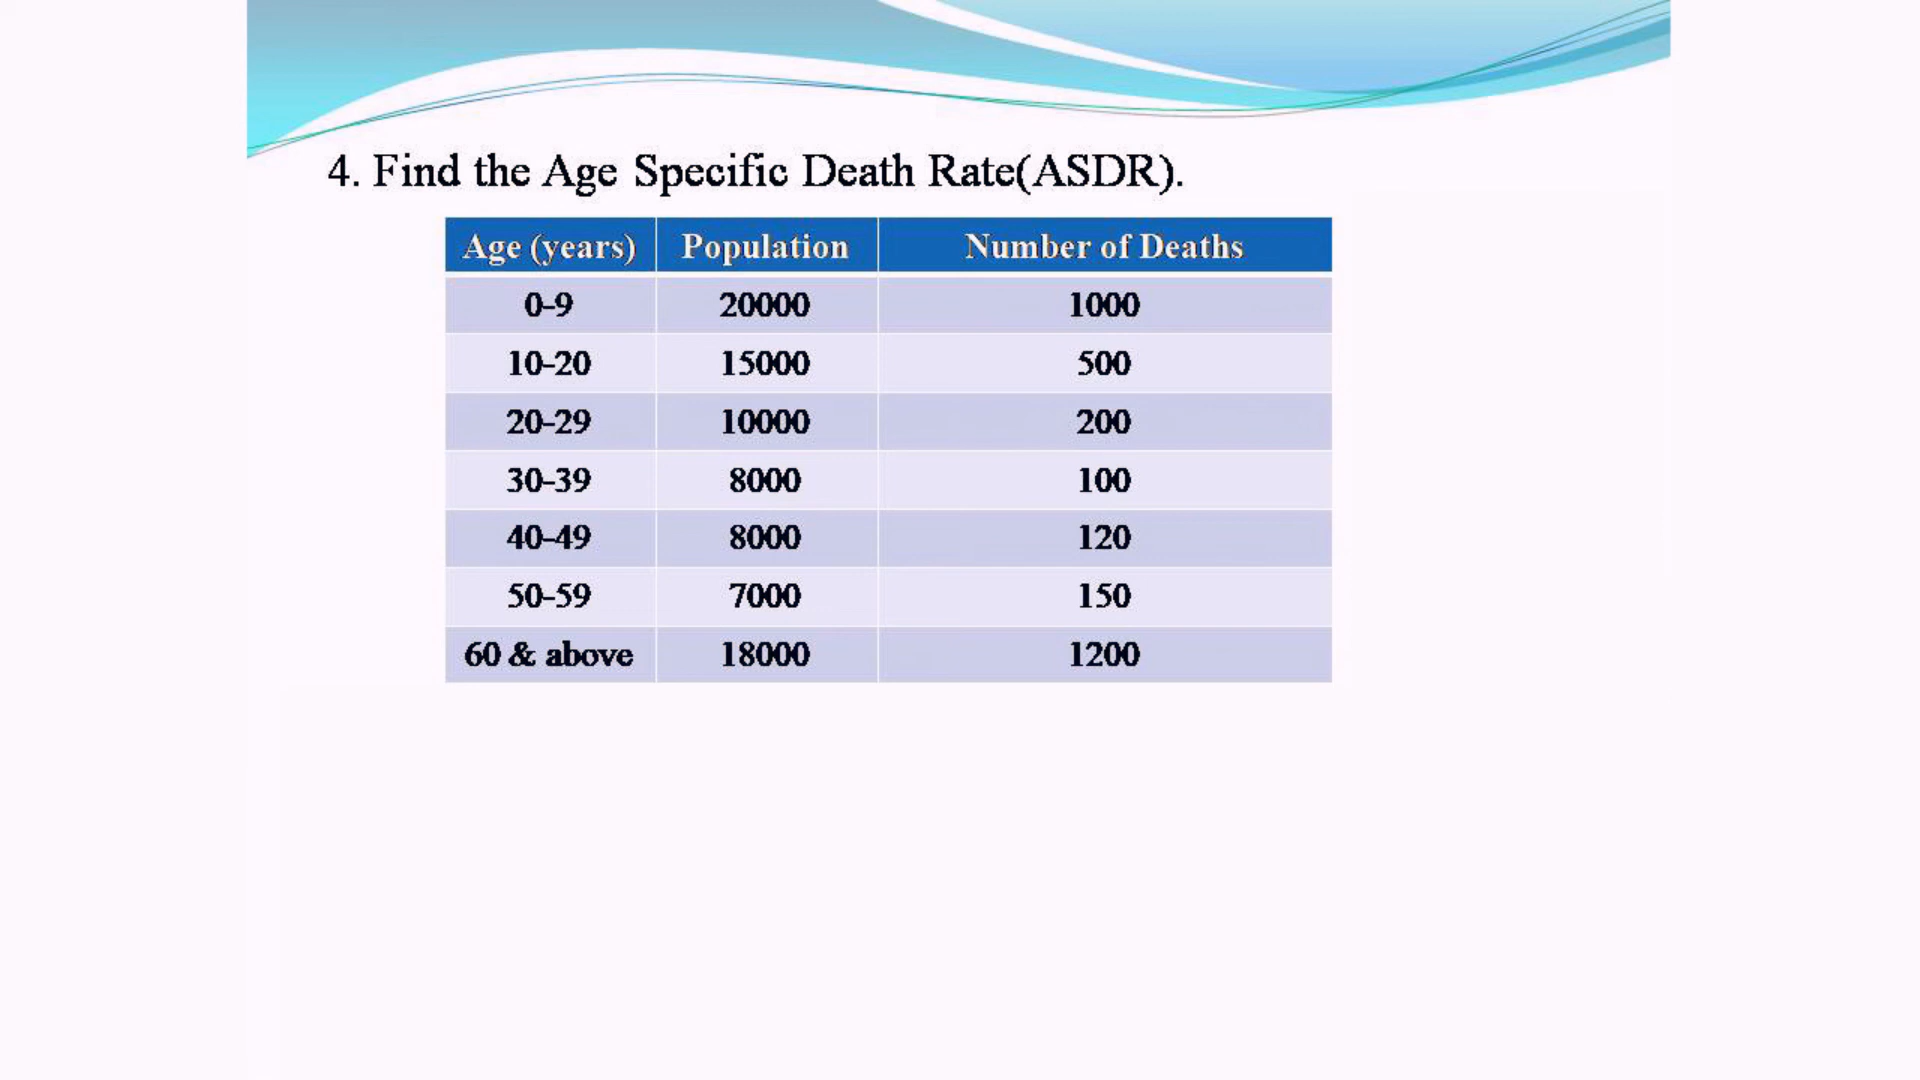 4. Find the Age Specific Death Rate(ASDR).
Age (years) Population Number of Deaths
0-9 20000 1000
10-20 15000 500
20-29 10000 200
30-39 8000 100
40-49 8000 120
50-59 7000 150
60 & above 18000 1200